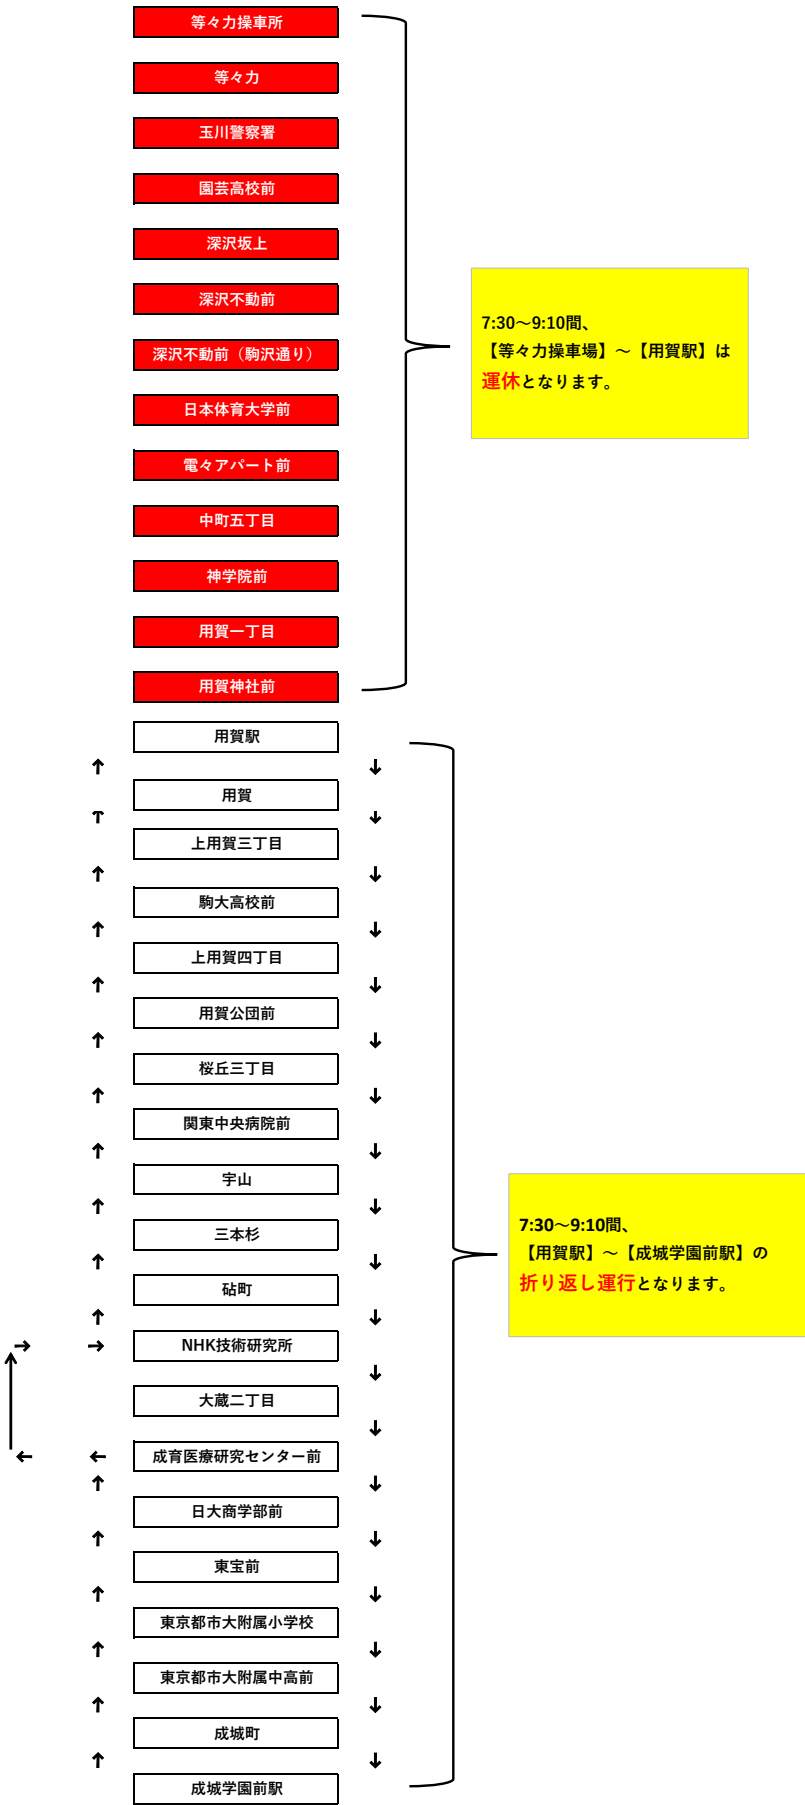 等々力操車所
等々力
玉川警察署
園芸高校前
深沢坂上
深沢不動前
深沢不動前（駒沢通り）
日本体育大学前
電々アパート前
中町五丁目
神学院前
用賀一丁目
用賀神社前
7:30～9:10間、
【等々力操車場】～【用賀駅】は
運休となります。
用賀駅
↑ ↓
用賀
↑ ↓
上用賀三丁目
↑ ↓
駒大高校前
↑ ↓
上用賀四丁目
↑ ↓
用賀公団前
↑ ↓
桜丘三丁目
↑ ↓
関東中央病院前
↑ ↓
宇山
↑ ↓
三本杉
↑ ↓
砧町
↑ ↓
→ → NHK技術研究所
↓
大蔵二丁目
↓
← ← 成育医療研究センター前
↑ ↓
日大商学部前
↑ ↓
東宝前
↑ ↓
東京都市大附属小学校
↑ ↓
東京都市大附属中高前
↑ ↓
成城町
↑ ↓
成城学園前駅
7:30～9:10間、
【用賀駅】～【成城学園前駅】の
折り返し運行となります。